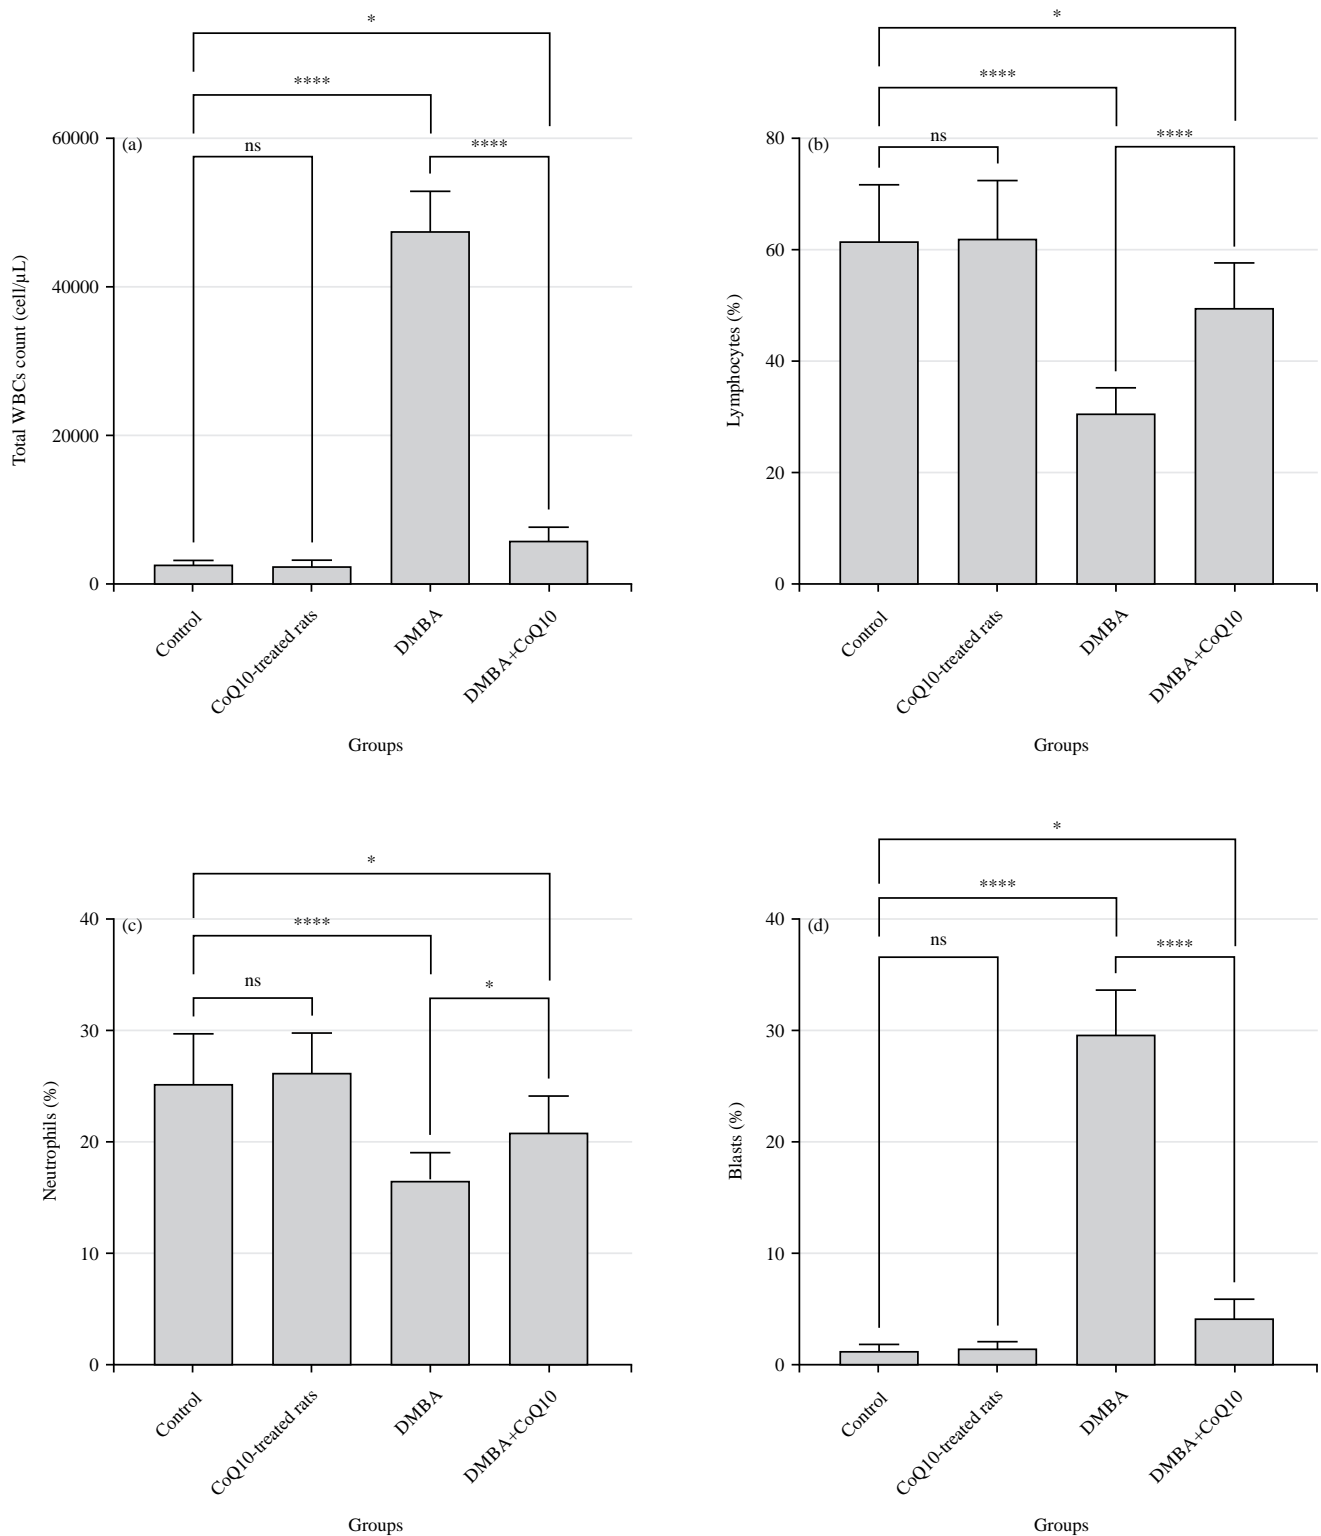 *
****
ns
****
(a)
60000
40000
20000
0
Total WBCs count (cell/µL)
Control
CoQ10-treated rats
DMBA
DMBA+CoQ10
Groups
*
****
ns
****
(b)
80
60
40
20
0
Lymphocytes (%)
Control
CoQ10-treated rats
DMBA
DMBA+CoQ10
Groups
*
****
ns
*
(c)
40
30
20
10
0
Neutrophils (%)
Control
CoQ10-treated rats
DMBA
DMBA+CoQ10
Groups
*
****
ns
****
(d)
40
30
20
10
0
Blasts (%)
Control
CoQ10-treated rats
DMBA
DMBA+CoQ10
Groups